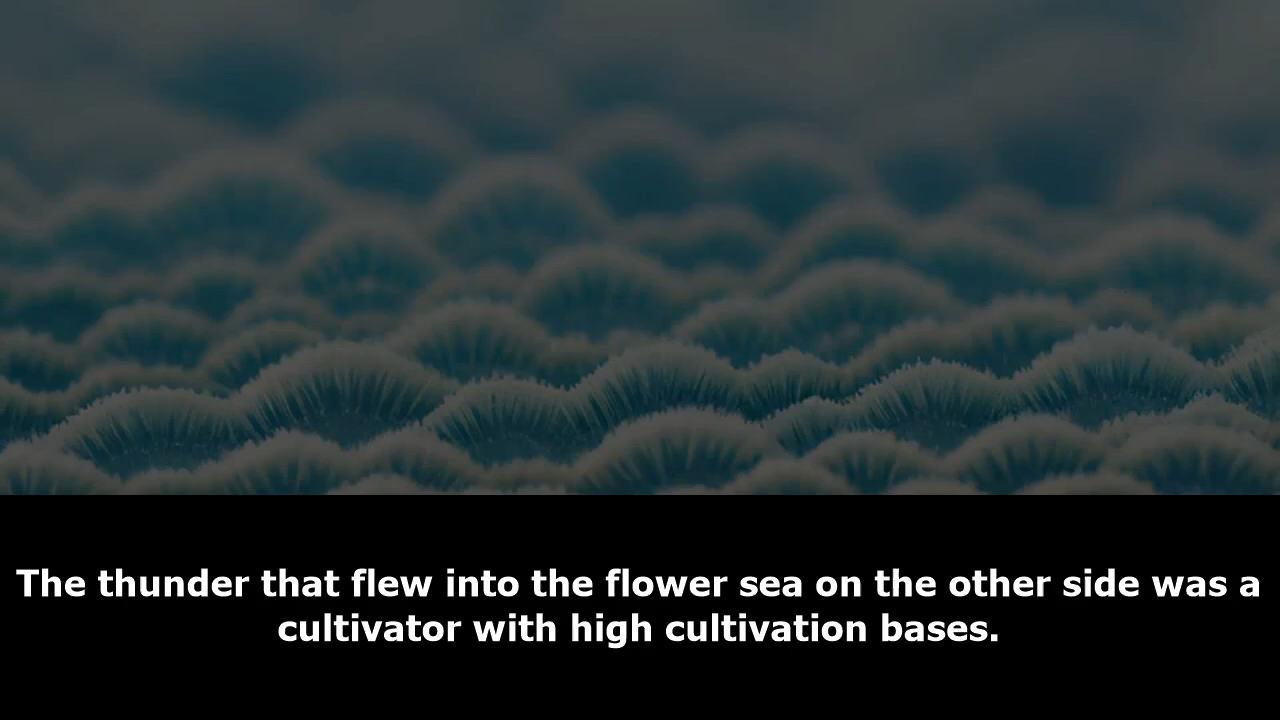 The thunder that flew into the flower sea on the other side was a
cultivator with high cultivation bases.